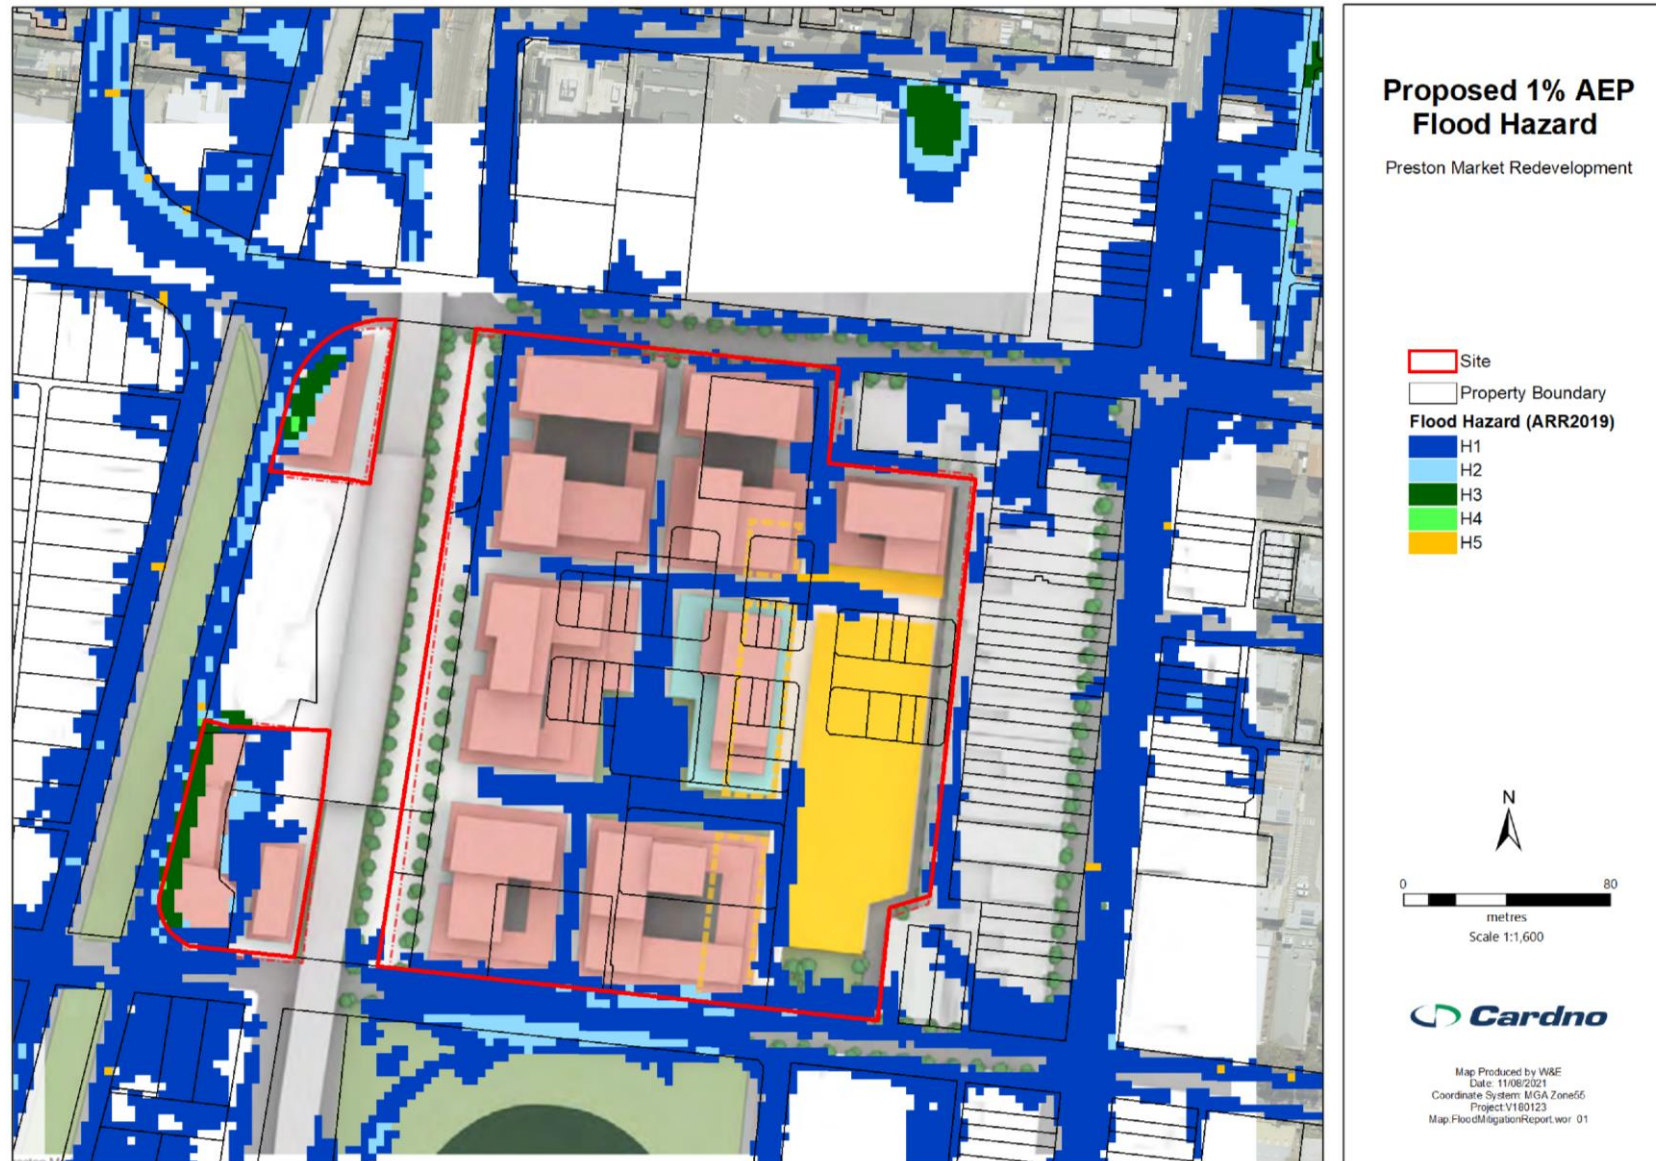 Proposed 1% AEP
Flood Hazard
Preston Market Redevelopment
Site
Property Boundary
Flood Hazard (ARR2019)
H1
H2
H3
H4
H5
N
0 80
metres
Scale 1:1,600
Cardno
Map Produced by W&E
Date: 11/08/2021
Coordinate System: MGA Zone55
Project:V180123
Map:FloodMitigationReport.wor 01